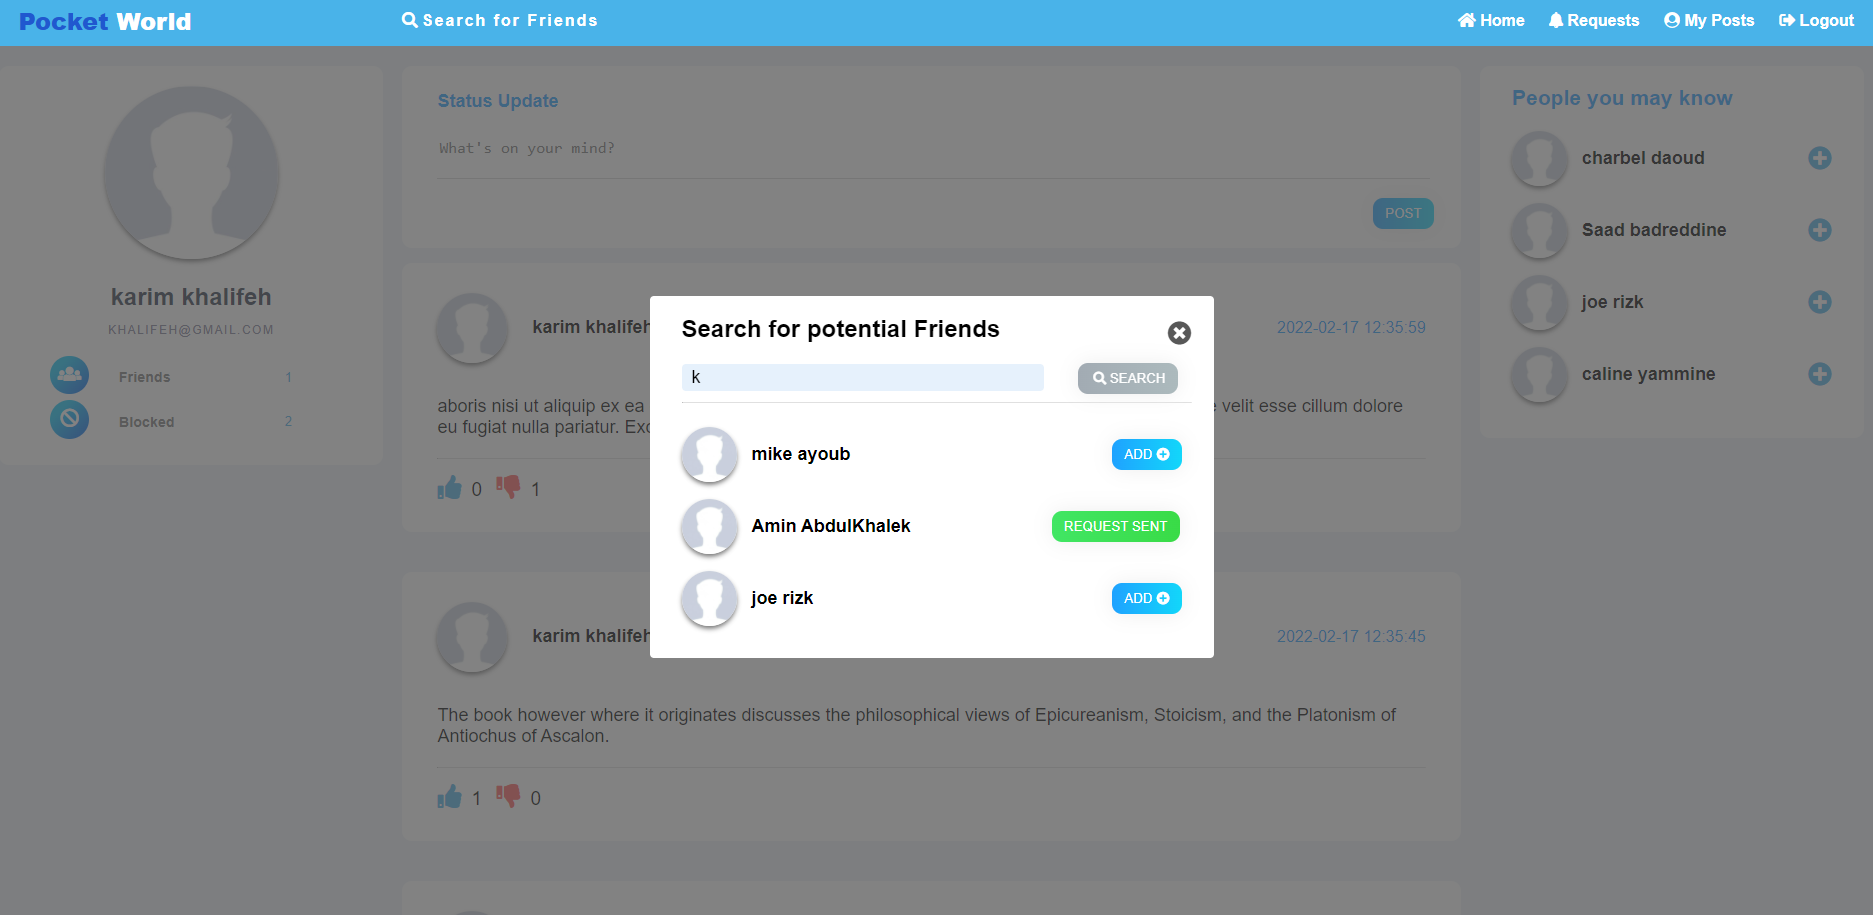 Pocket World
Search for Friends
Home
Requests
My Posts
Logout
karim khalifeh
KHALIFEH@GMAIL.COM
Friends 1
Blocked 2
Status Update
What's on your mind?
POST
karim khalifeh
2022-02-17 12:35:59
aboris nisi ut aliquip ex ea
velit esse cillum dolore
eu fugiat nulla pariatur.
0 1
karim khalifeh
2022-02-17 12:35:45
The book however where it originates discusses the philosophical views of Epicureanism, Stoicism, and the Platonism of
Antiochus of Ascalon.
1 0
Search for potential Friends
k
SEARCH
mike ayoub
ADD
Amin AbdulKhalek
REQUEST SENT
joe rizk
ADD
People you may know
charbel daoud
Saad badreddine
joe rizk
caline yammine